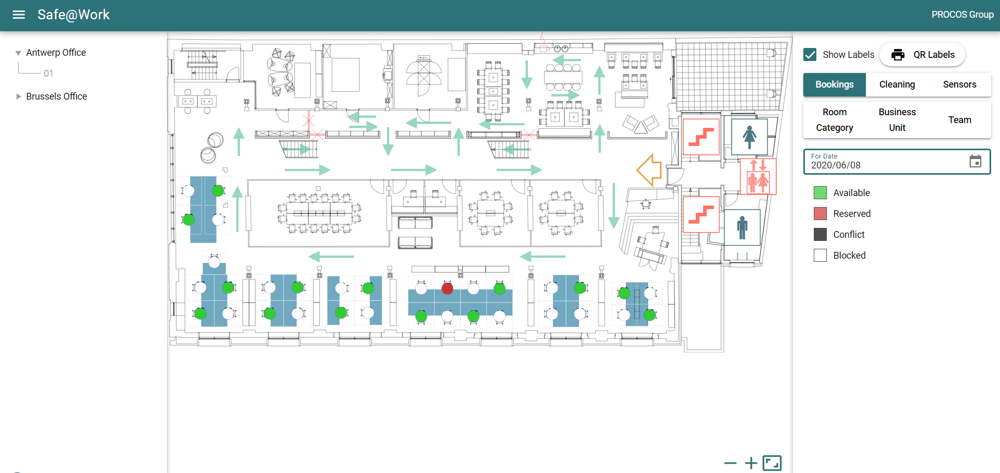 Safe@Work
PROCOS Group
Antwerp Office
01
Brussels Office
Show Labels
QR Labels
Bookings
Cleaning
Sensors
Room
Category
Business
Unit
Team
For Date
2020/06/08
Available
Reserved
Conflict
Blocked